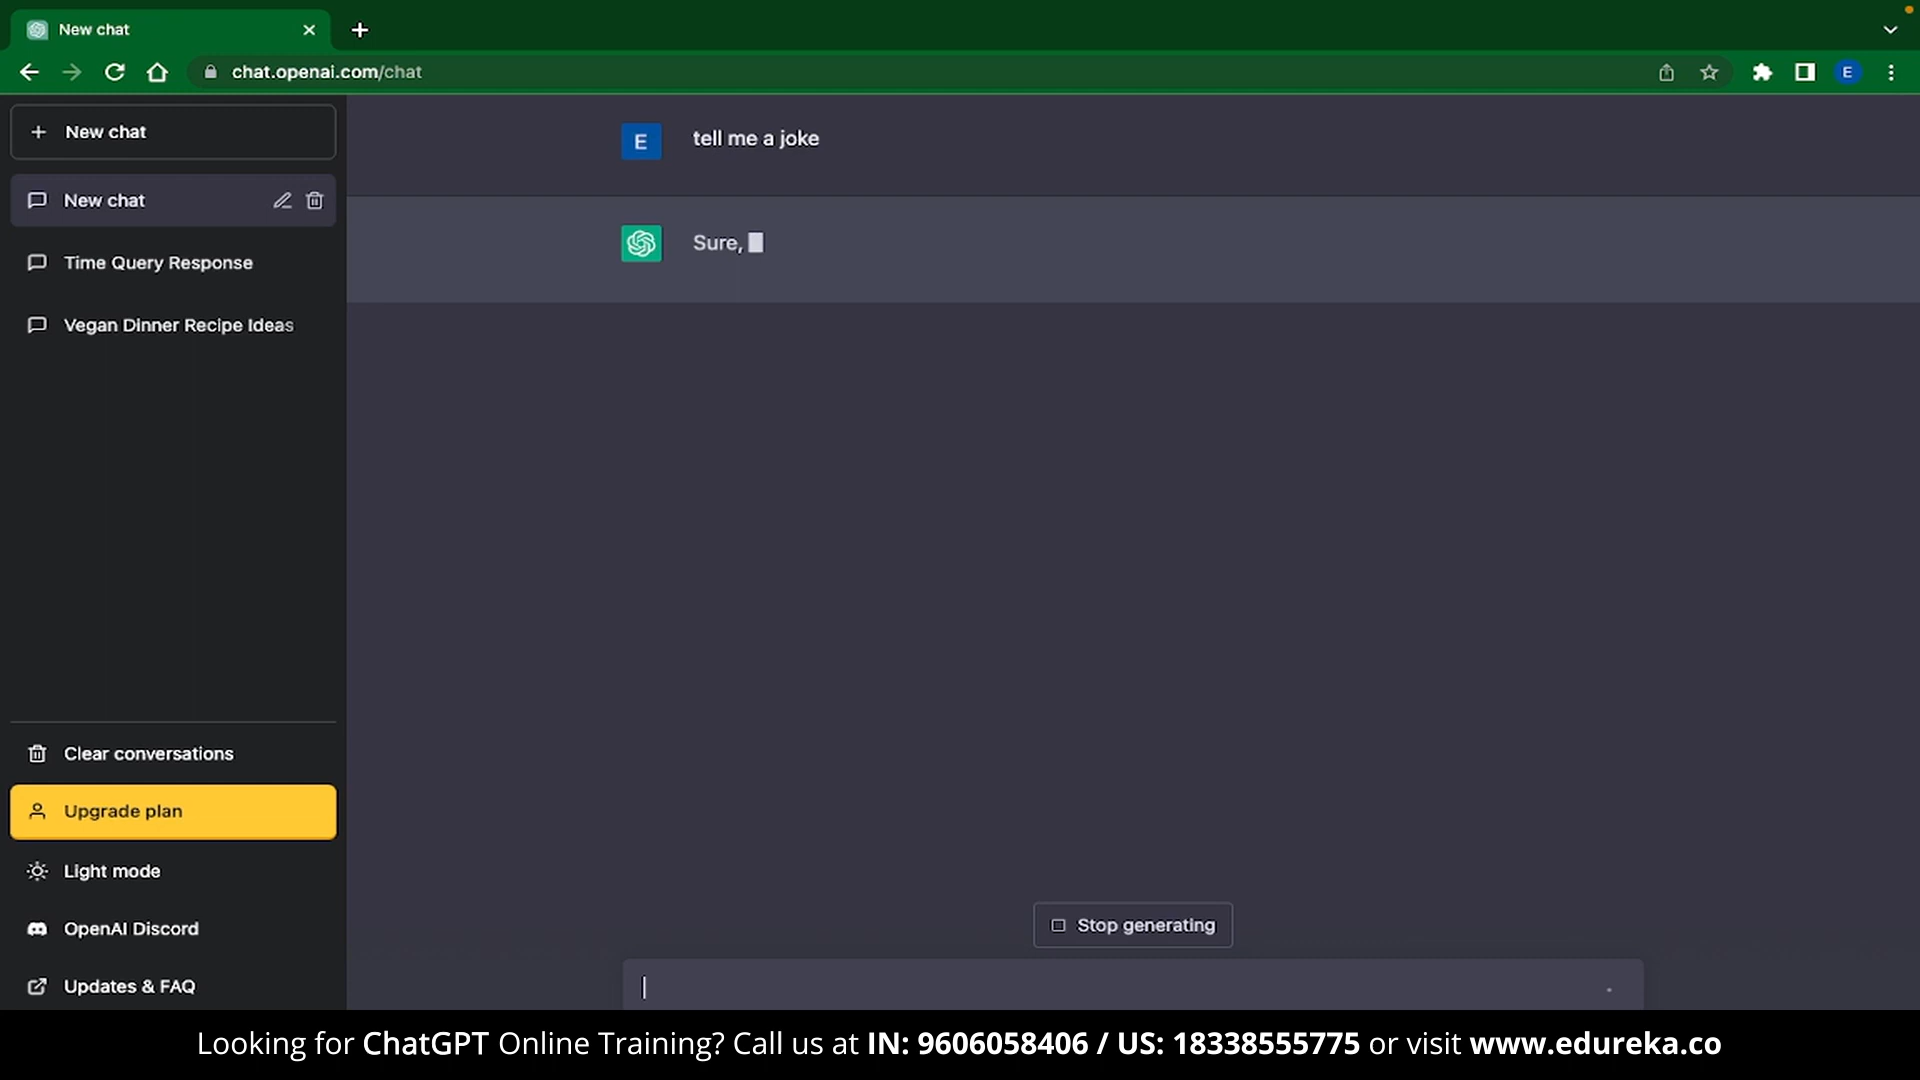 New chat
chat.openai.com/chat
E
New chat
New chat
Time Query Response
Vegan Dinner Recipe Ideas
Clear conversations
Upgrade plan
Light mode
OpenAI Discord
Updates & FAQ
E tell me a joke
Sure,
Stop generating
Looking for ChatGPT Online Training? Call us at IN: 9606058406 / US: 18338555775 or visit www.edureka.co